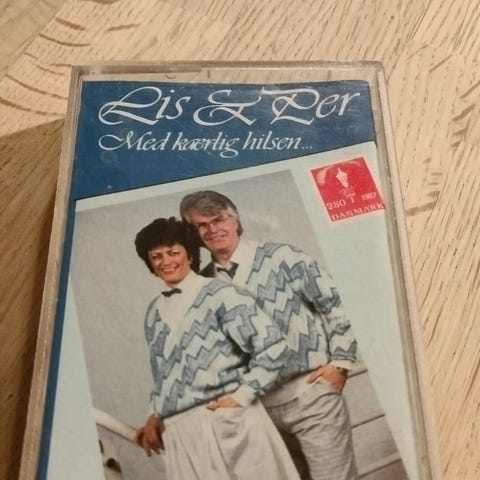 Lis & Per
Med kærlig hilsen...
280 1987
DANMARK